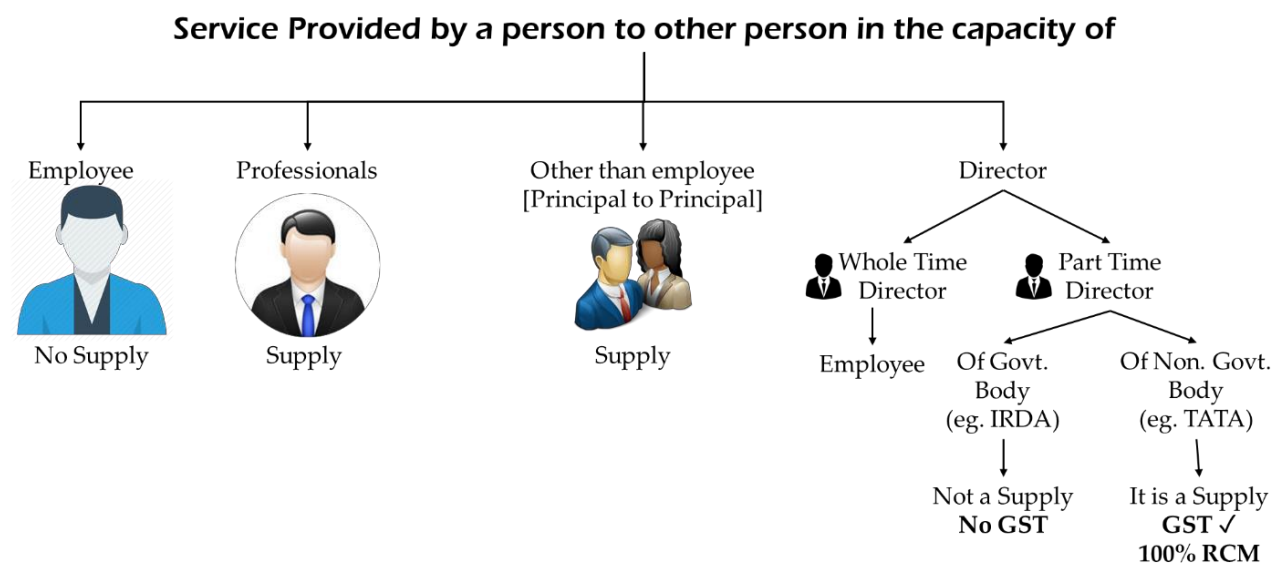 Service Provided by a person to other person in the capacity of
Employee
No Supply
Professionals
Supply
Other than employee
[Principal to Principal]
Supply
Director
Whole Time
Director
Employee
Part Time
Director
Of Govt.
Body
(eg. IRDA)
Not a Supply
No GST
Of Non. Govt.
Body
(eg. TATA)
It is a Supply
GST ✓
100% RCM